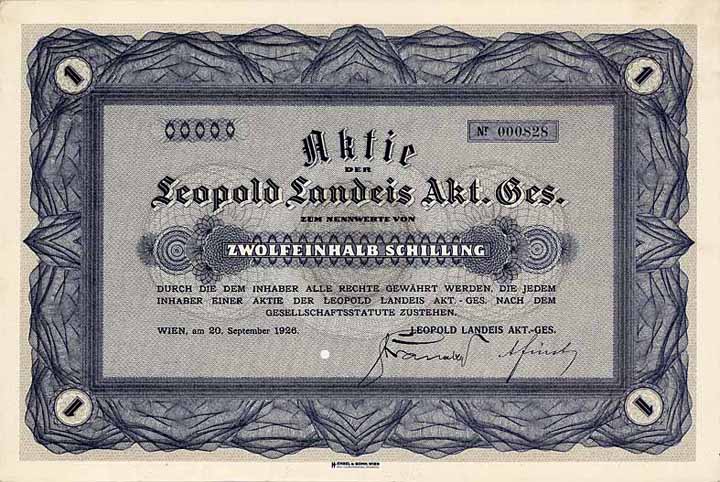 1 1
00000
Nr 000828
Aktie
DER
Leopold Landeis Akt. Ges.
ZUM NENNWERTE VON
ZWÖLFEINHALB SCHILLING
DURCH DIE DEM INHABER ALLE RECHTE GEWÄHRT WERDEN, DIE JEDEM
INHABER EINER AKTIE DER LEOPOLD LANDEIS AKT.-GES. NACH DEM
GESELLSCHAFTSSTATUTE ZUSTEHEN.
WIEN, am 20. September 1926. LEOPOLD LANDEIS AKT.-GES.
1 1